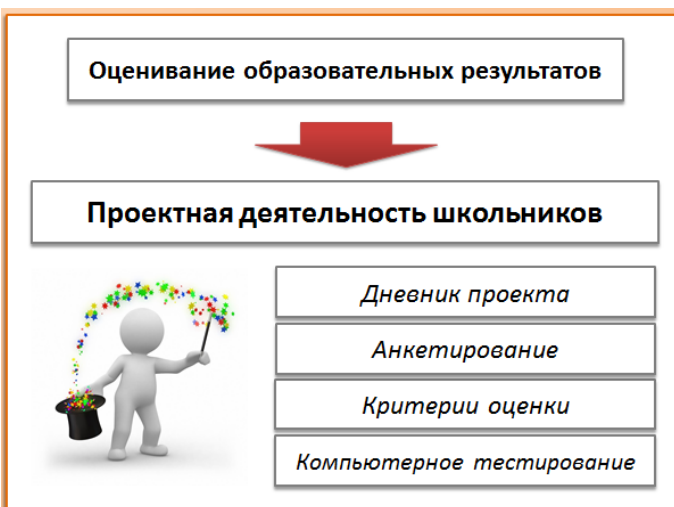 Оценивание образовательных результатов
Проектная деятельность школьников
Дневник проекта
Анкетирование
Критерии оценки
Компьютерное тестирование